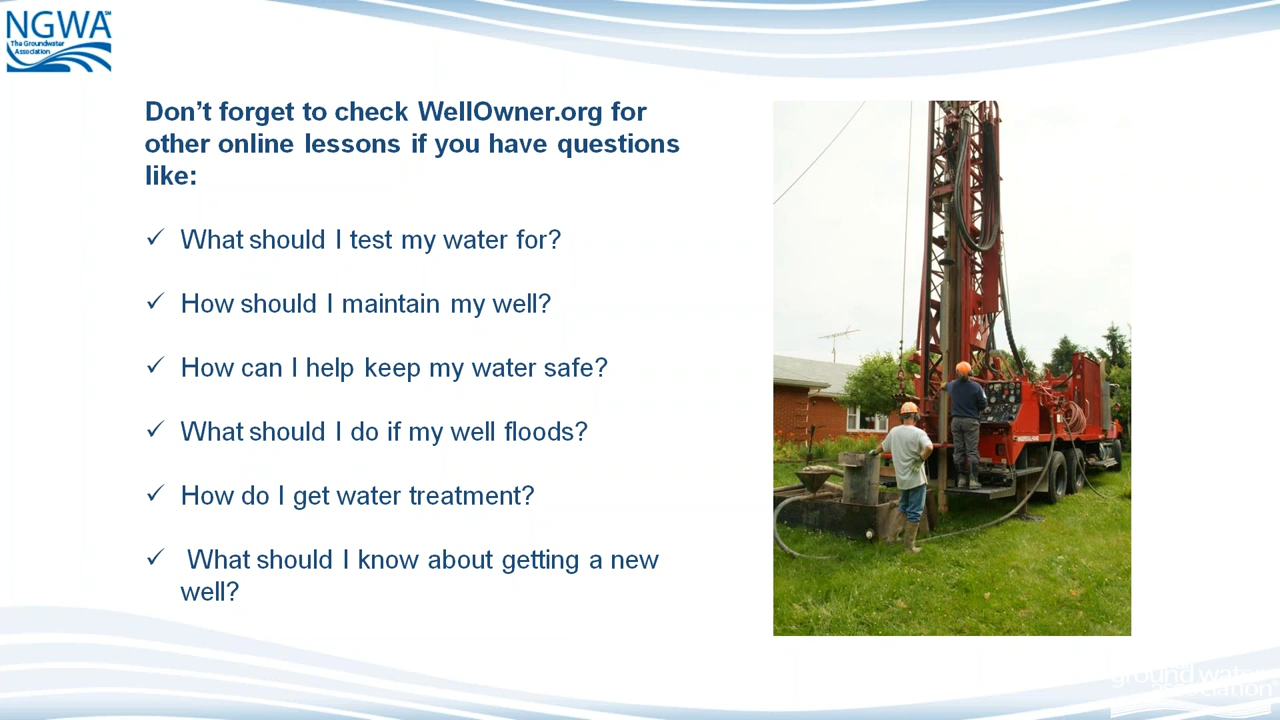 NGWA℠
The Groundwater
Association
Don’t forget to check WellOwner.org for
other online lessons if you have questions
like:
✓ What should I test my water for?
✓ How should I maintain my well?
✓ How can I help keep my water safe?
✓ What should I do if my well floods?
✓ How do I get water treatment?
✓ What should I know about getting a new
well?
ground water
association